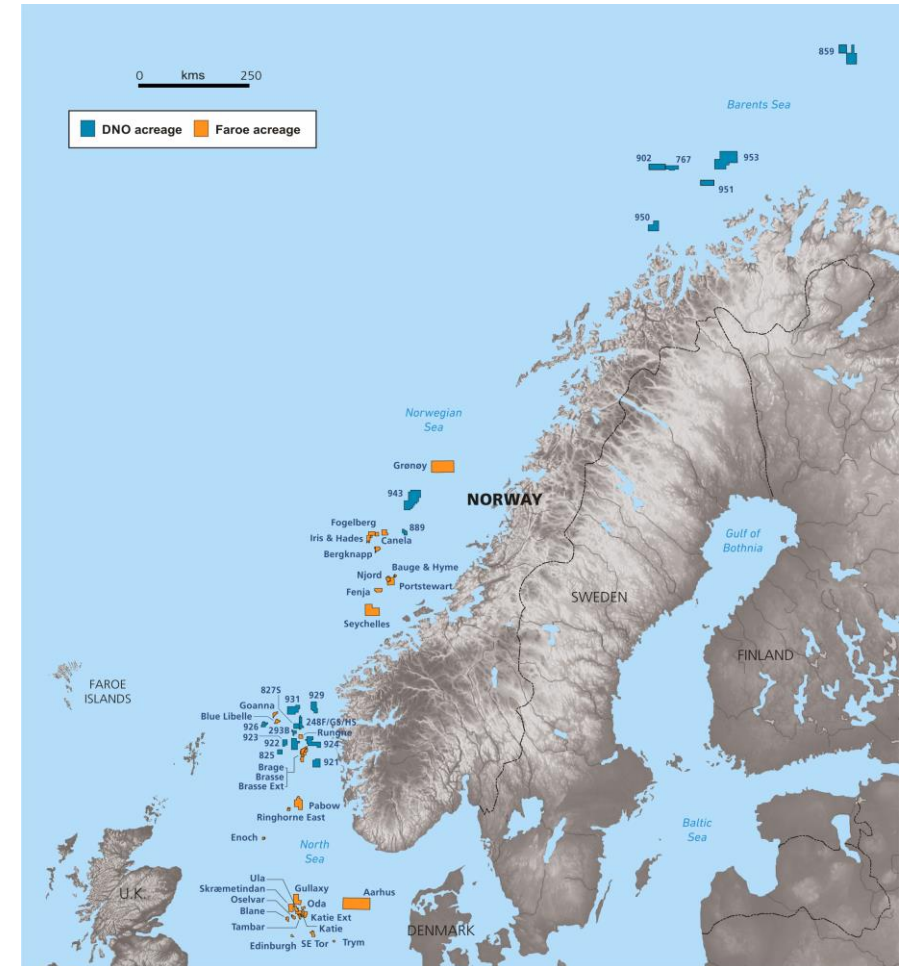 859
0 kms 250
Barents Sea
DNO acreage Faroe acreage
902 767 953
951
950
Norwegian
Sea
Grønøy
943
NORWAY
Fogelberg
889
Iris & Hades
Canela
Gulf of
Bothnia
Bergknapp
Bauge & Hyme
Njord
Portstewart
Fenja
SWEDEN
Seychelles
FINLAND
FAROE
ISLANDS
827S
931 929
Goanna
Blue Libelle
248F/GS/HS
926 293B Rungne
923
922 924
825
921
Brage
Brasse
Brasse Ext
Pabow
Ringhorne East
Baltic
Sea
Enoch
North
Sea
Ula
Gullaxy
Skræmetindan
Aarhus
Oselvar
Oda
U.K.
Blane
Katie Ext
Tambar
Katie
DENMARK
Edinburgh SE Tor Trym